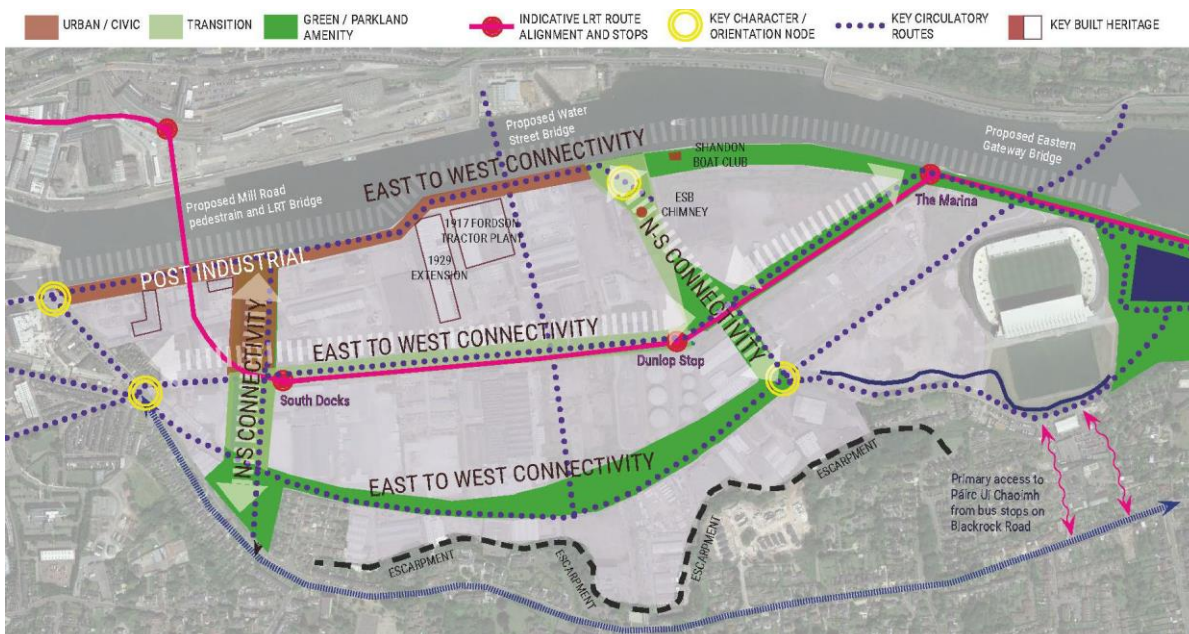 URBAN / CIVIC
TRANSITION
GREEN / PARKLAND
AMENITY
INDICATIVE LRT ROUTE
ALIGNMENT AND STOPS
KEY CHARACTER /
ORIENTATION NODE
KEY CIRCULATORY
ROUTES
KEY BUILT HERITAGE
Proposed Mill Road
pedestrain and LRT Bridge
Proposed Water
Street Bridge
Proposed Eastern
Gateway Bridge
EAST TO WEST CONNECTIVITY
SHANDON
BOAT CLUB
ESB
CHIMNEY
The Marina
1917 FORDSON
TRACTOR PLANT
1929
EXTENSION
POST INDUSTRIAL
N-S CONNECTIVITY
N-S CONNECTIVITY
EAST TO WEST CONNECTIVITY
Dunlop Stop
South Docks
EAST TO WEST CONNECTIVITY
ESCARPMENT
ESCARPMENT
ESCARPMENT
ESCARPMENT
Primary access to
Páirc Uí Chaoimh
from bus stops on
Blackrock Road